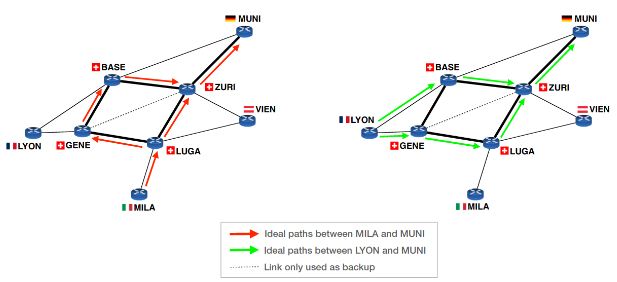 MUNI
BASE
ZURI
VIEN
LYON
GENE
LUGA
MILA
MUNI
BASE
ZURI
LYON
VIEN
GENE
LUGA
MILA
Ideal paths between MILA and MUNI
Ideal paths between LYON and MUNI
Link only used as backup